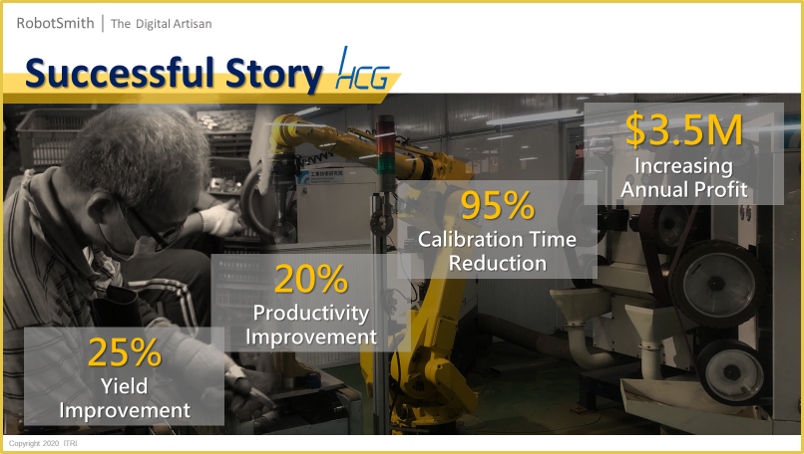 RobotSmith | The Digital Artisan
Successful Story HCG
$3.5M
Increasing
Annual Profit
95%
Calibration Time
Reduction
20%
Productivity
Improvement
25%
Yield
Improvement
Copyright 2020 ITRI